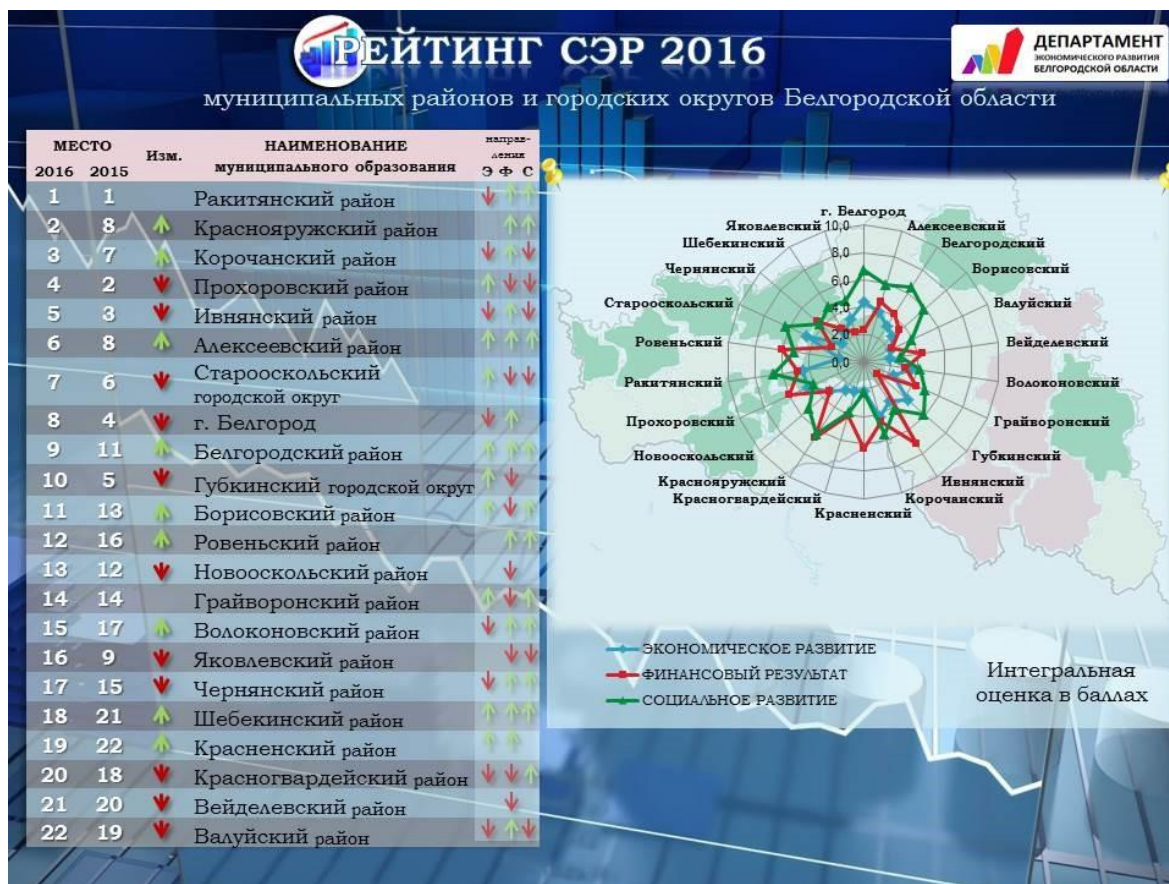 РЕЙТИНГ СЭР 2016
муниципальных районов и городских округов Белгородской области
ДЕПАРТАМЕНТ
ЭКОНОМИЧЕСКОГО РАЗВИТИЯ
БЕЛГОРОДСКОЙ ОБЛАСТИ
МЕСТО Изм. НАИМЕНОВАНИЕ муниципального образования направ-
ления
2016 2015 Э Ф С
1 1 Ракитянский район
2 8 Краснояружский район
3 7 Корочанский район
4 2 Прохоровский район
5 3 Ивнянский район
6 8 Алексеевский район
7 6 Старооскольский
городской округ
8 4 г. Белгород
9 11 Белгородский район
10 5 Губкинский городской округ
11 13 Борисовский район
12 16 Ровеньский район
13 12 Новооскольский район
14 14 Грайворонский район
15 17 Волоконовский район
16 9 Яковлевский район
17 15 Чернянский район
18 21 Шебекинский район
19 22 Красненский район
20 18 Красногвардейский район
21 20 Вейделевский район
22 19 Валуйский район
г. Белгород
Яковлевский 10,0 Алексеевский
Шебекинский 8,0 Белгородский
Чернянский 6,0 Борисовский
Старооскольский 4,0 Валуйский
Ровеньский 2,0 Вейделевский
0,0
Ракитянский Волоконовский
Прохоровский Грайворонский
Новооскольский Губкинский
Краснояружский Ивнянский
Красногвардейский Корочанский
Красненский
ЭКОНОМИЧЕСКОЕ РАЗВИТИЕ
ФИНАНСОВЫЙ РЕЗУЛЬТАТ
СОЦИАЛЬНОЕ РАЗВИТИЕ
Интегральная
оценка в баллах